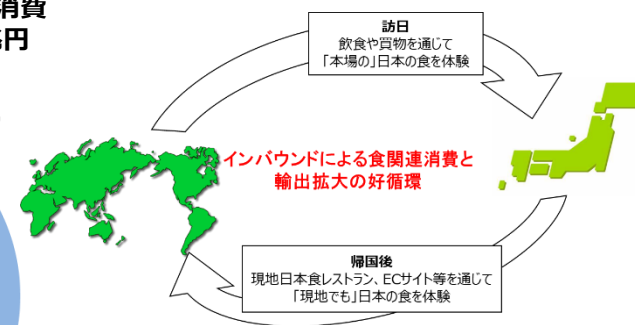 消費
円
訪日
飲食や買物を通じて
「本場の」日本の食を体験
インバウンドによる食関連消費と
輸出拡大の好循環
帰国後
現地日本食レストラン、ECサイト等を通じて
「現地でも」日本の食を体験